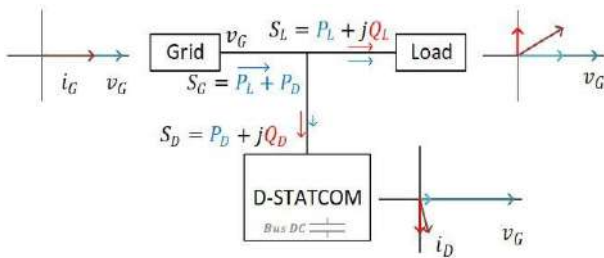 Grid
v_G
S_L = P_L + jQ_L
Load
i_G
v_G
v_G
S_G = P_L + P_D
S_D = P_D + jQ_D
D-STATCOM
Bus DC
i_D
v_G